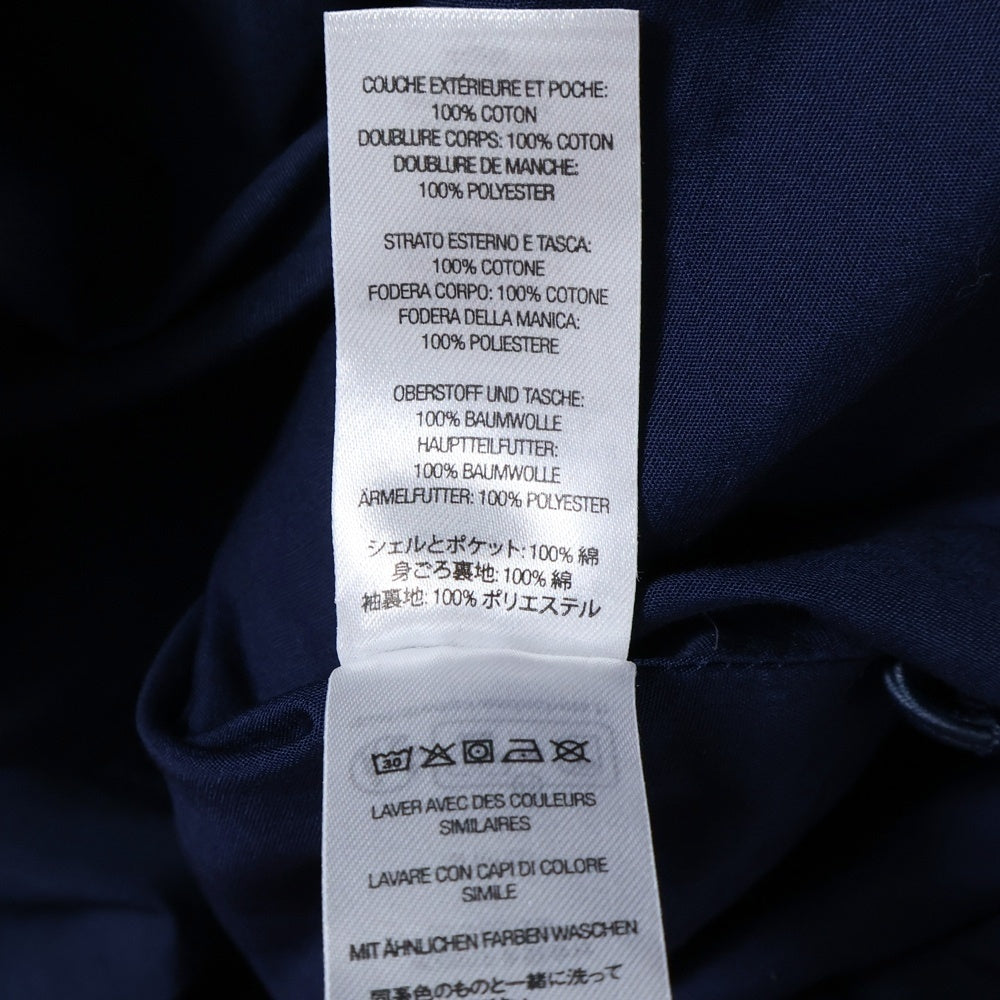 COUCHE EXTÉRIEURE ET POCHE:
100% COTON
DOUBLURE CORPS: 100% COTON
DOUBLURE DE MANCHE:
100% POLYESTER
STRATO ESTERNO E TASCA:
100% COTONE
FODERA CORPO: 100% COTONE
FODERA DELLA MANICA:
100% POLIESTERE
OBERSTOFF UND TASCHE:
100% BAUMWOLLE
HAUPTTEILFUTTER:
100% BAUMWOLLE
ÄRMELFUTTER: 100% POLYESTER
シェルとポケット: 100% 綿
身ごろ裏地: 100% 綿
袖裏地: 100% ポリエステル
30
LAVER AVEC DES COULEURS
SIMILAIRES
LAVARE CON CAPI DI COLORE
SIMILE
MIT ÄHNLICHEN FARBEN WASCHEN
同系色のものと一緒に洗って